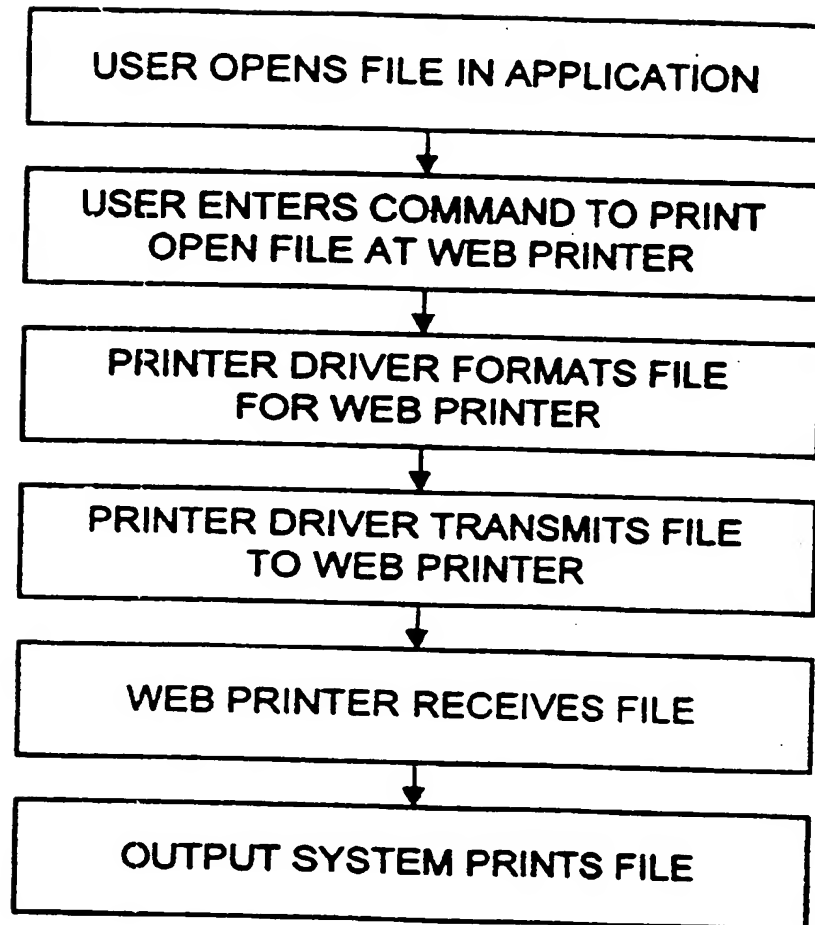 USER OPENS FILE IN APPLICATION
USER ENTERS COMMAND TO PRINT
OPEN FILE AT WEB PRINTER
PRINTER DRIVER FORMATS FILE
FOR WEB PRINTER
PRINTER DRIVER TRANSMITS FILE
TO WEB PRINTER
WEB PRINTER RECEIVES FILE
OUTPUT SYSTEM PRINTS FILE